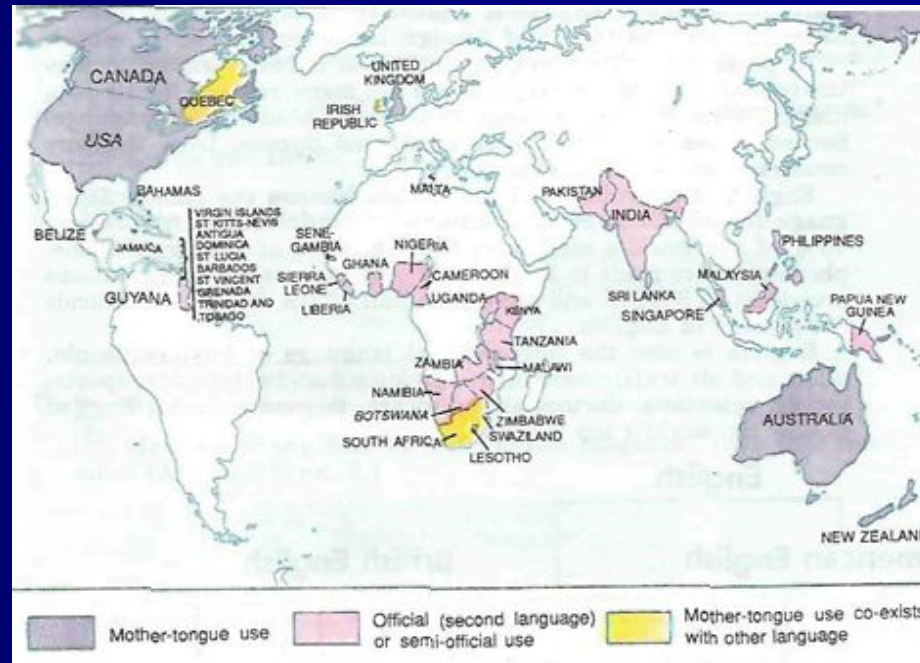 CANADA
QUEBEC
USA
UNITED
KINGDOM
IRISH
REPUBLIC
BAHAMAS
MALTA
PAKISTAN
INDIA
BELIZE
JAMAICA
VIRGIN ISLANDS
ST KITTS-NEVIS
ANTIGUA
DOMINICA
ST LUCIA
BARBADOS
ST VINCENT
GRENADA
TRINIDAD AND
TOBAGO
GUYANA
SENE-
GAMBIA
GHANA
NIGERIA
SIERRA
LEONE
LIBERIA
CAMEROON
UGANDA
KENYA
TANZANIA
ZAMBIA
MALAWI
NAMIBIA
BOTSWANA
ZIMBABWE
SWAZILAND
SOUTH AFRICA
LESOTHO
SRI LANKA
MALAYSIA
SINGAPORE
PHILIPPINES
PAPUA NEW
GUINEA
AUSTRALIA
NEW ZEALAND
Mother-tongue use
Official (second language)
or semi-official use
Mother-tongue use co-exists
with other language